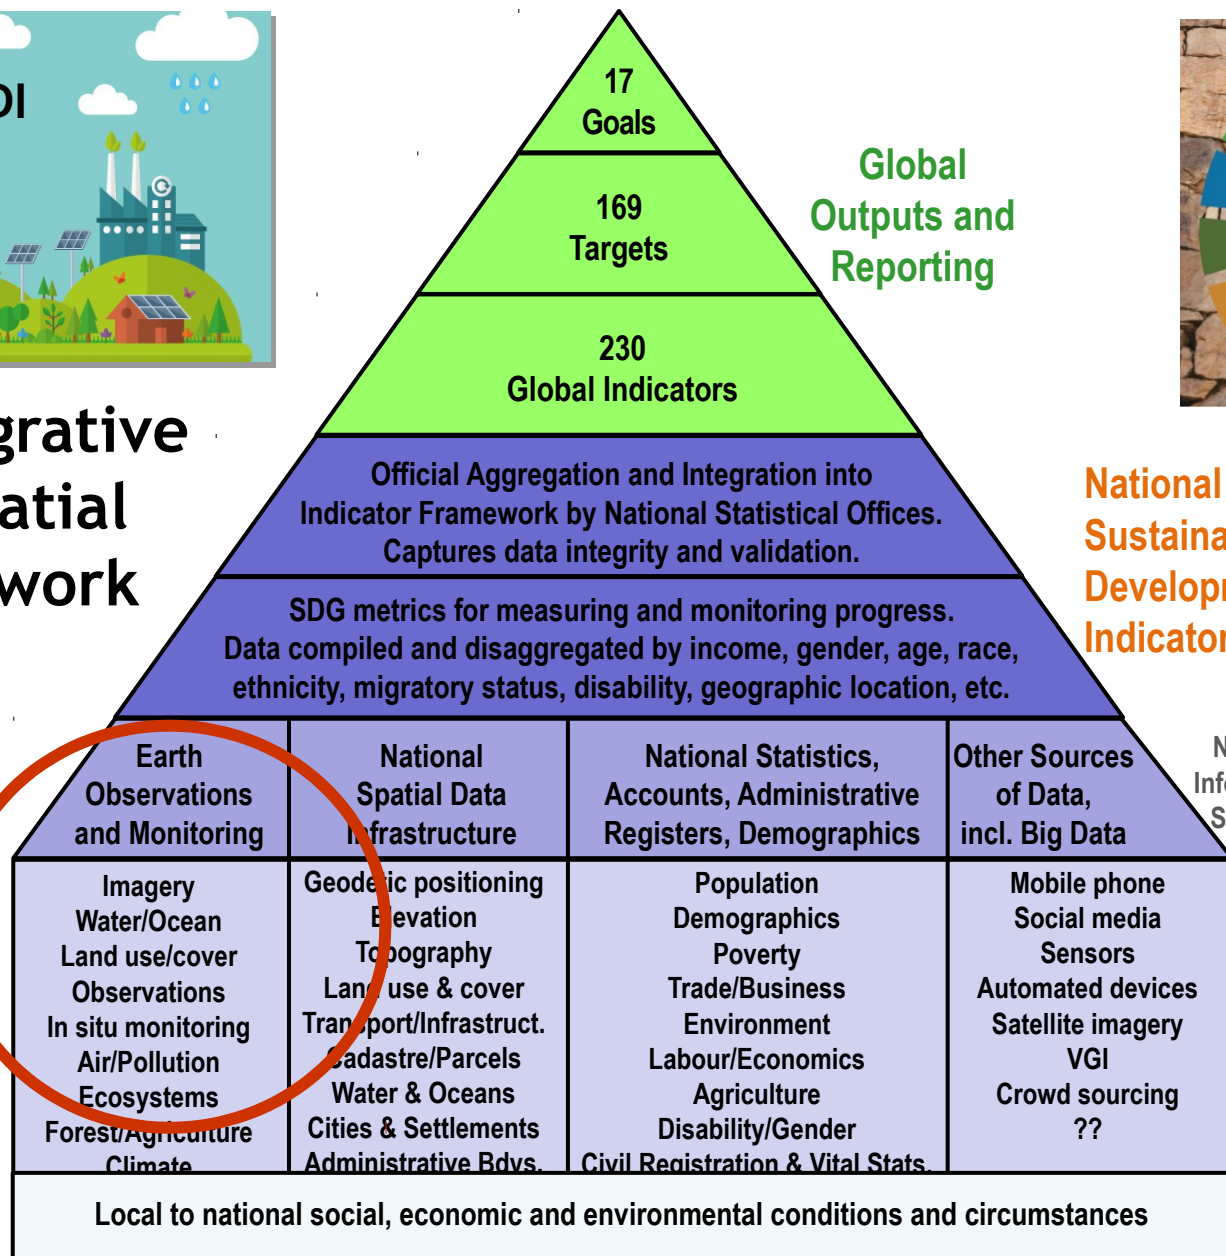 DI
17
Goals
169
Targets
230
Global Indicators
Global
Outputs and
Reporting
grative
atial
work
Official Aggregation and Integration into
Indicator Framework by National Statistical Offices.
Captures data integrity and validation.
SDG metrics for measuring and monitoring progress.
Data compiled and disaggregated by income, gender, age, race,
ethnicity, migratory status, disability, geographic location, etc.
National
Sustaina
Developm
Indicator
N
Info
S
Earth
Observations
and Monitoring
National
Spatial Data
Infrastructure
National Statistics,
Accounts, Administrative
Registers, Demographics
Other Sources
of Data,
incl. Big Data
Imagery
Water/Ocean
Land use/cover
Observations
In situ monitoring
Air/Pollution
Ecosystems
Forest/Agriculture
Climate
Geodetic positioning
Elevation
Topography
Land use & cover
Transport/Infrastruct.
Cadastre/Parcels
Water & Oceans
Cities & Settlements
Administrative Bdys.
Population
Demographics
Poverty
Trade/Business
Environment
Labour/Economics
Agriculture
Disability/Gender
Civil Registration & Vital Stats.
Mobile phone
Social media
Sensors
Automated devices
Satellite imagery
VGI
Crowd sourcing
??
Local to national social, economic and environmental conditions and circumstances